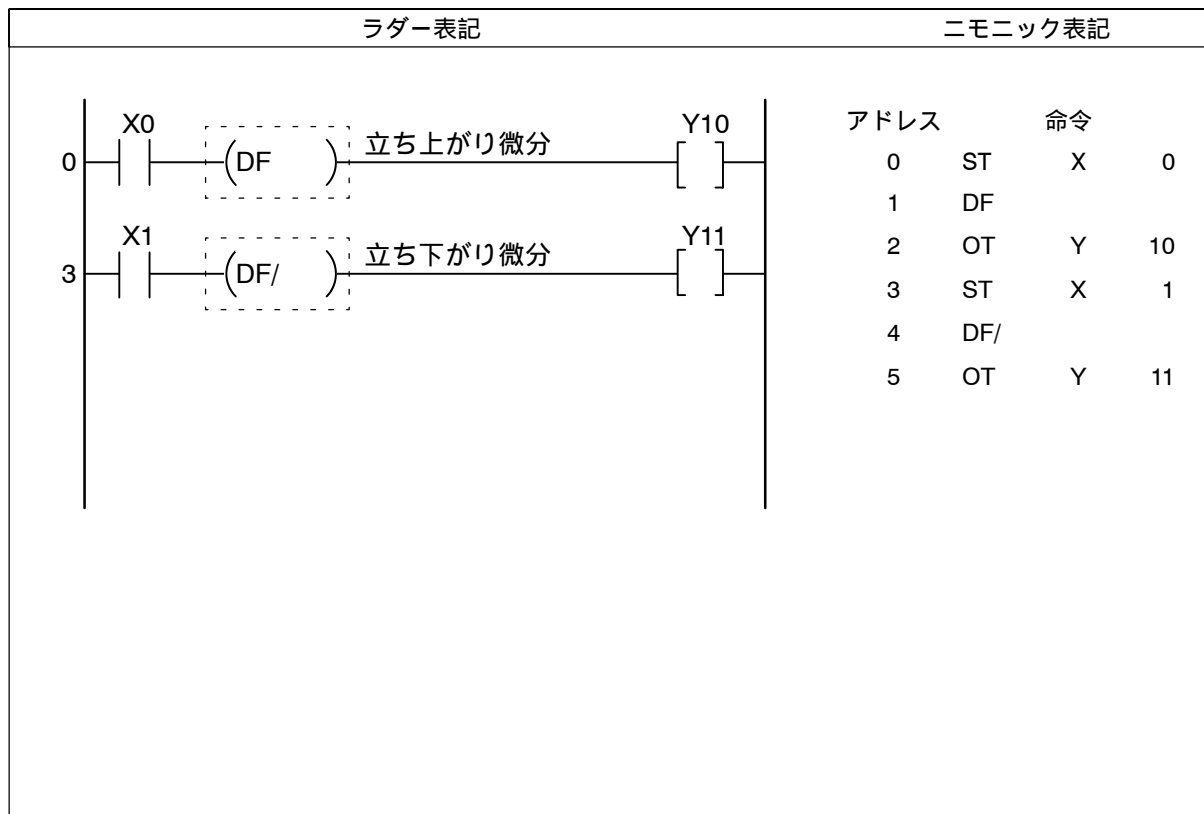 ラダー表記 ニモニック表記
X0 Y10
0 (DF ) 立ち上がり微分 [ ]
X1 Y11
3 (DF/ ) 立ち下がり微分 [ ]
アドレス 命令
0 ST X 0
1 DF
2 OT Y 10
3 ST X 1
4 DF/
5 OT Y 11